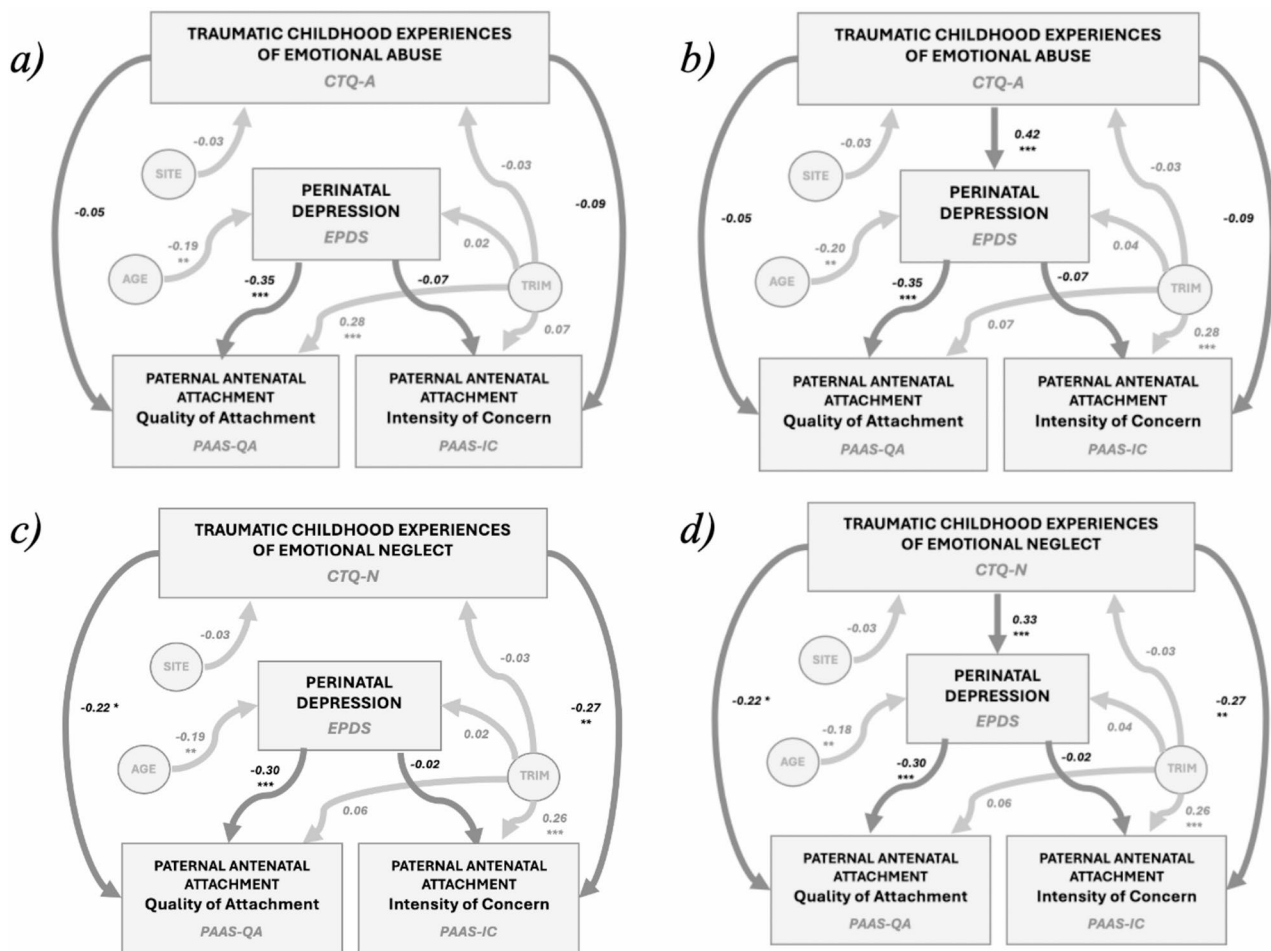 a)
TRAUMATIC CHILDHOOD EXPERIENCES
OF EMOTIONAL ABUSE
CTQ-A
-0.03
SITE
-0.03
PERINATAL
DEPRESSION
EPDS
-0.05
-0.09
-0.19
**
AGE
0.02
TRIM
-0.35
***
-0.07
0.28
***
0.07
PATERNAL ANTENATAL
ATTACHMENT
Quality of Attachment
PAAS-QA
PATERNAL ANTENATAL
ATTACHMENT
Intensity of Concern
PAAS-IC
b)
TRAUMATIC CHILDHOOD EXPERIENCES
OF EMOTIONAL ABUSE
CTQ-A
-0.03
0.42
***
SITE
-0.03
PERINATAL
DEPRESSION
EPDS
-0.05
-0.09
-0.20
**
AGE
0.04
TRIM
-0.35
***
-0.07
0.07
0.28
***
PATERNAL ANTENATAL
ATTACHMENT
Quality of Attachment
PAAS-QA
PATERNAL ANTENATAL
ATTACHMENT
Intensity of Concern
PAAS-IC
c)
TRAUMATIC CHILDHOOD EXPERIENCES
OF EMOTIONAL NEGLECT
CTQ-N
-0.03
SITE
-0.03
PERINATAL
DEPRESSION
EPDS
-0.22 *
-0.27
**
-0.19
**
AGE
0.02
TRIM
-0.30
***
-0.02
0.06
0.26
***
PATERNAL ANTENATAL
ATTACHMENT
Quality of Attachment
PAAS-QA
PATERNAL ANTENATAL
ATTACHMENT
Intensity of Concern
PAAS-IC
d)
TRAUMATIC CHILDHOOD EXPERIENCES
OF EMOTIONAL NEGLECT
CTQ-N
-0.03
0.33
***
SITE
-0.03
PERINATAL
DEPRESSION
EPDS
-0.22 *
-0.27
**
-0.18
**
AGE
0.04
TRIM
-0.30
***
-0.02
0.06
0.26
***
PATERNAL ANTENATAL
ATTACHMENT
Quality of Attachment
PAAS-QA
PATERNAL ANTENATAL
ATTACHMENT
Intensity of Concern
PAAS-IC